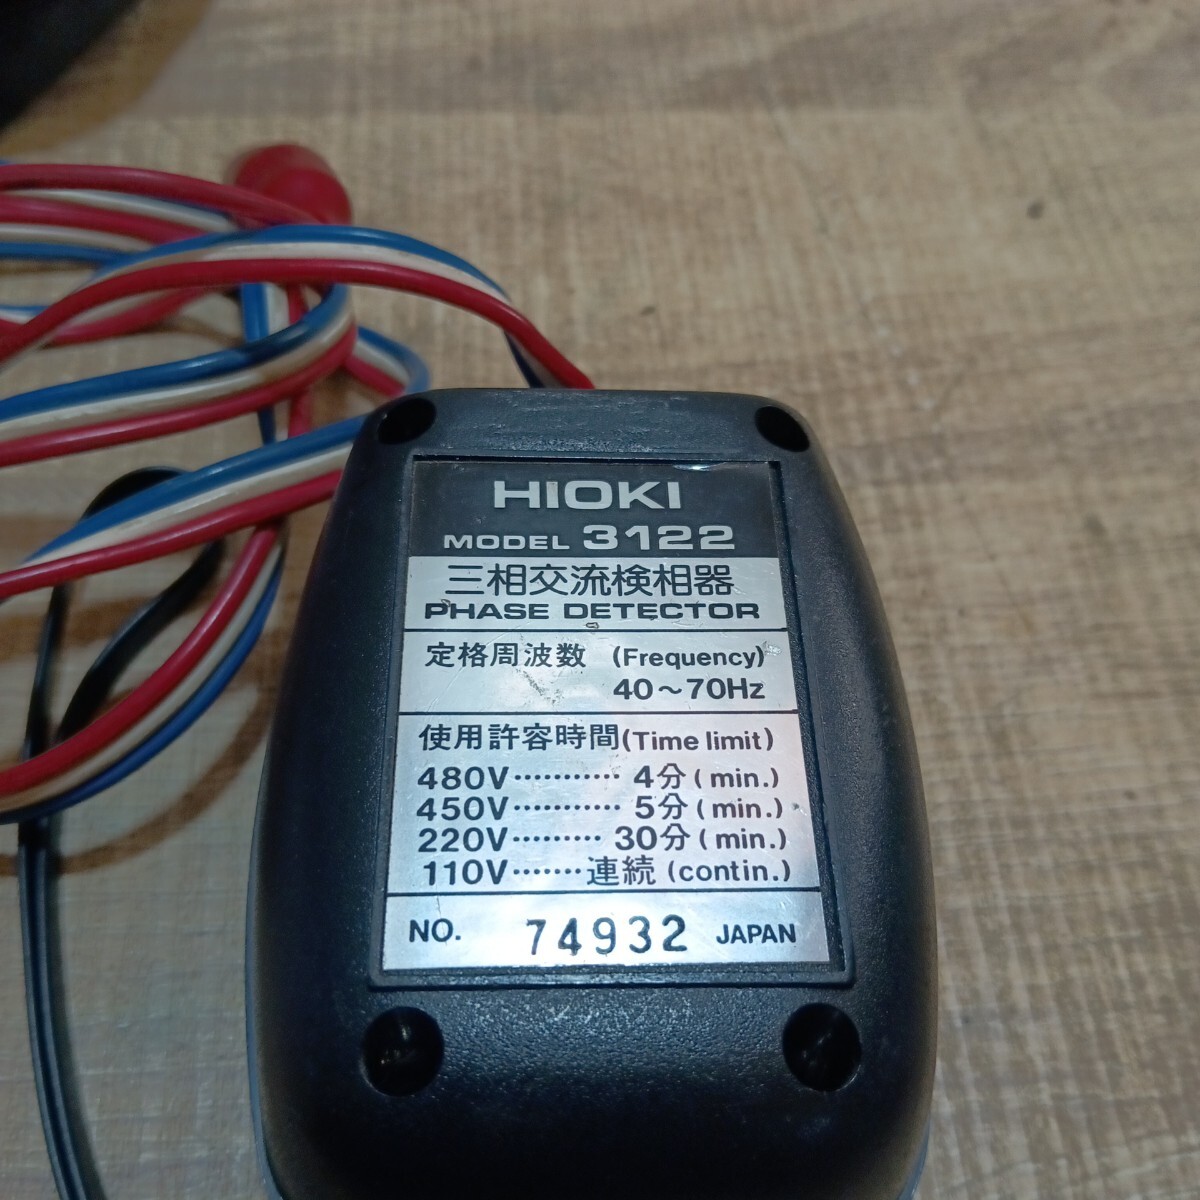 HIOKI
MODEL 3122
三相交流検相器
PHASE DETECTOR
定格周波数 (Frequency)
40～70Hz
使用許容時間(Time limit)
480V………… 4分(min.)
450V………… 5分(min.)
220V……… 30分(min.)
110V……‥連続(contin.)
NO. 74932 JAPAN